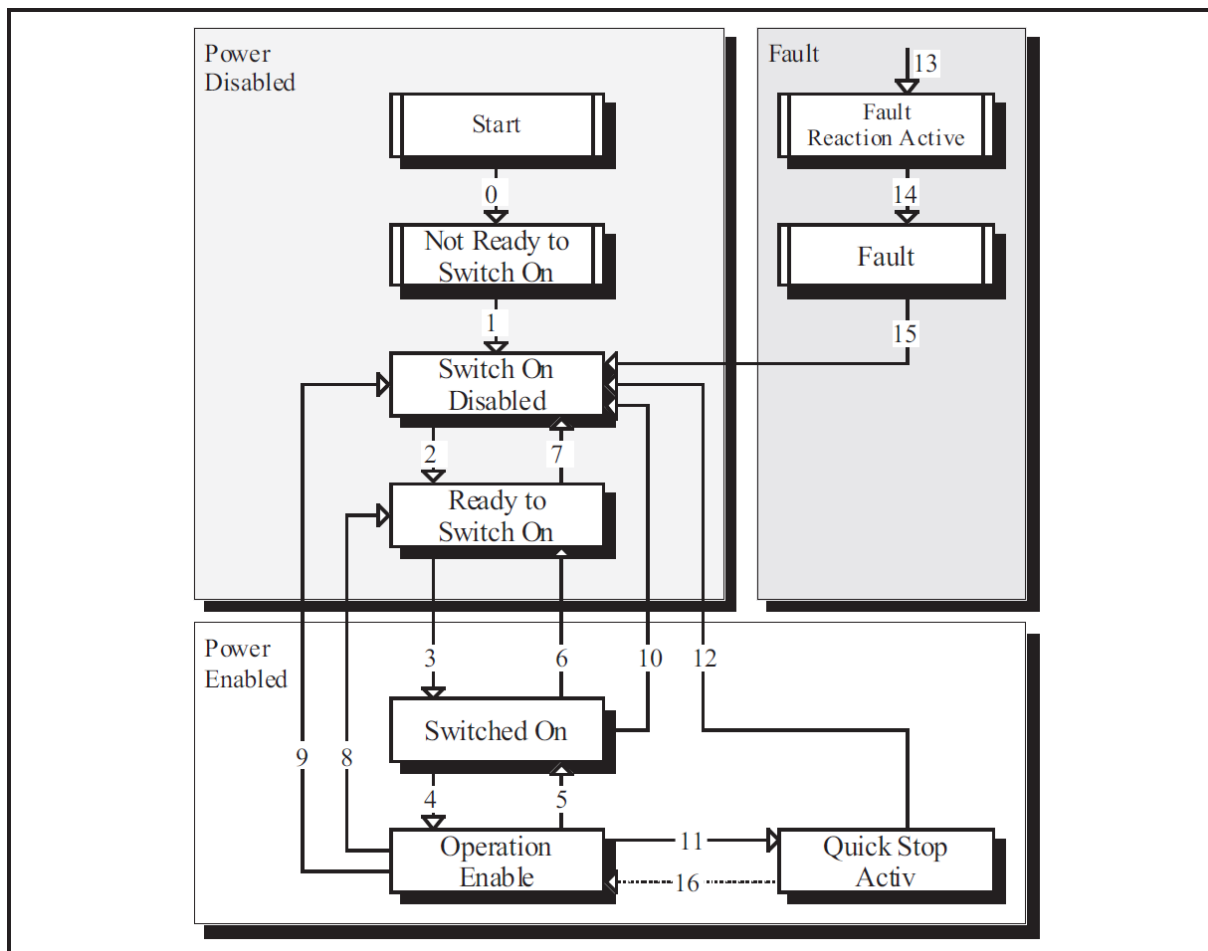 Power
Disabled
Start
0
Not Ready to
Switch On
1
Switch On
Disabled
2
7
Ready to
Switch On
Fault
13
Fault
Reaction Active
14
Fault
15
Power
Enabled
3
6
10
12
Switched On
9
8
4
5
Operation
Enable
11
16
Quick Stop
Activ